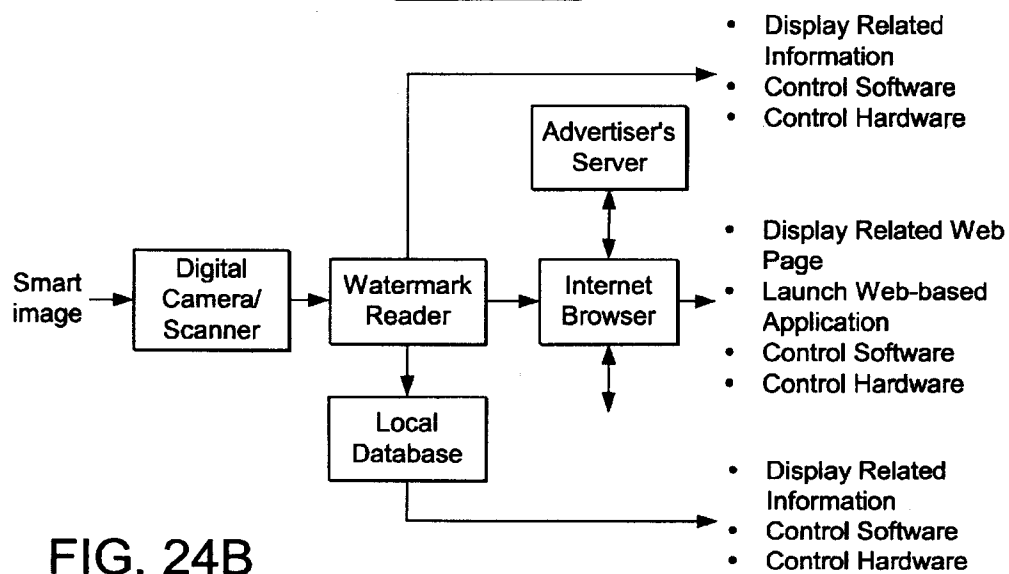 • Display Related
Information
• Control Software
• Control Hardware
Advertiser's
Server
Smart
image
Digital
Camera/
Scanner
Watermark
Reader
Internet
Browser
• Display Related Web
Page
• Launch Web-based
Application
• Control Software
• Control Hardware
Local
Database
• Display Related
Information
• Control Software
• Control Hardware
FIG. 24B